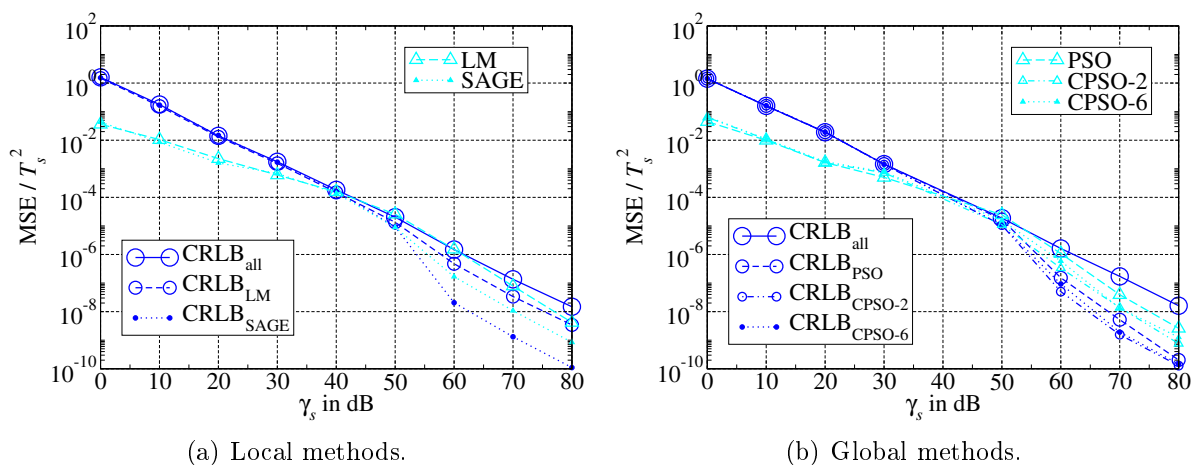 10^2
LM
SAGE
0
10^-2
10^-4
10^-6
10^-8
10^-10
MSE / T_s^2
CRLB_all
CRLB_LM
CRLB_SAGE
0 10 20 30 40 50 60 70 80
γ_s in dB
(a) Local methods.
10^2
PSO
CPSO-2
CPSO-6
0
10^-2
10^-4
10^-6
10^-8
10^-10
MSE / T_s^2
CRLB_all
CRLB_PSO
CRLB_CPSO-2
CRLB_CPSO-6
0 10 20 30 40 50 60 70 80
γ_s in dB
(b) Global methods.